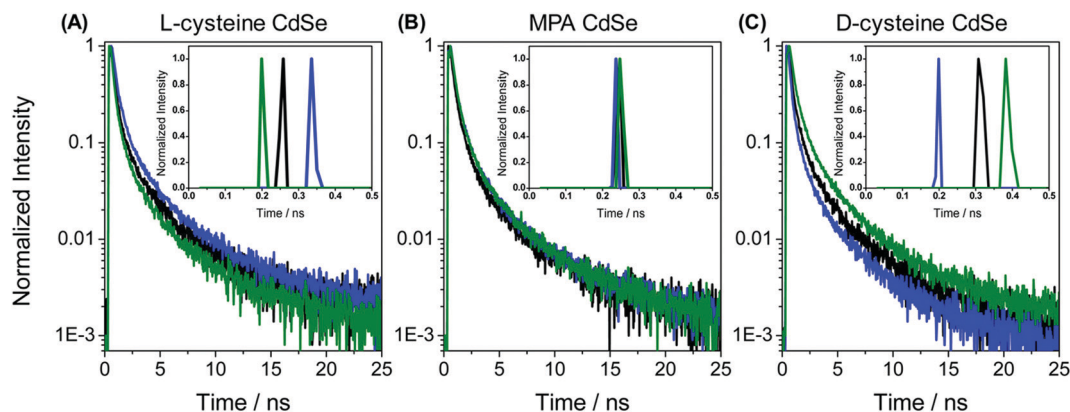 (A) L-cysteine CdSe
(B) MPA CdSe
(C) D-cysteine CdSe
Normalized Intensity
1
0.1
0.01
1E-3
Normalized Intensity
1.0
0.8
0.6
0.4
0.2
0.0
0.0 0.1 0.2 0.3 0.4 0.5
Time / ns
0 5 10 15 20 25
Time / ns
1
0.1
0.01
1E-3
Normalized Intensity
1.0
0.8
0.6
0.4
0.2
0.0
0.0 0.1 0.2 0.3 0.4 0.5
Time / ns
0 5 10 15 20 25
Time / ns
1
0.1
0.01
1E-3
Normalized Intensity
1.0
0.8
0.6
0.4
0.2
0.0
0.0 0.1 0.2 0.3 0.4 0.5
Time / ns
0 5 10 15 20 25
Time / ns